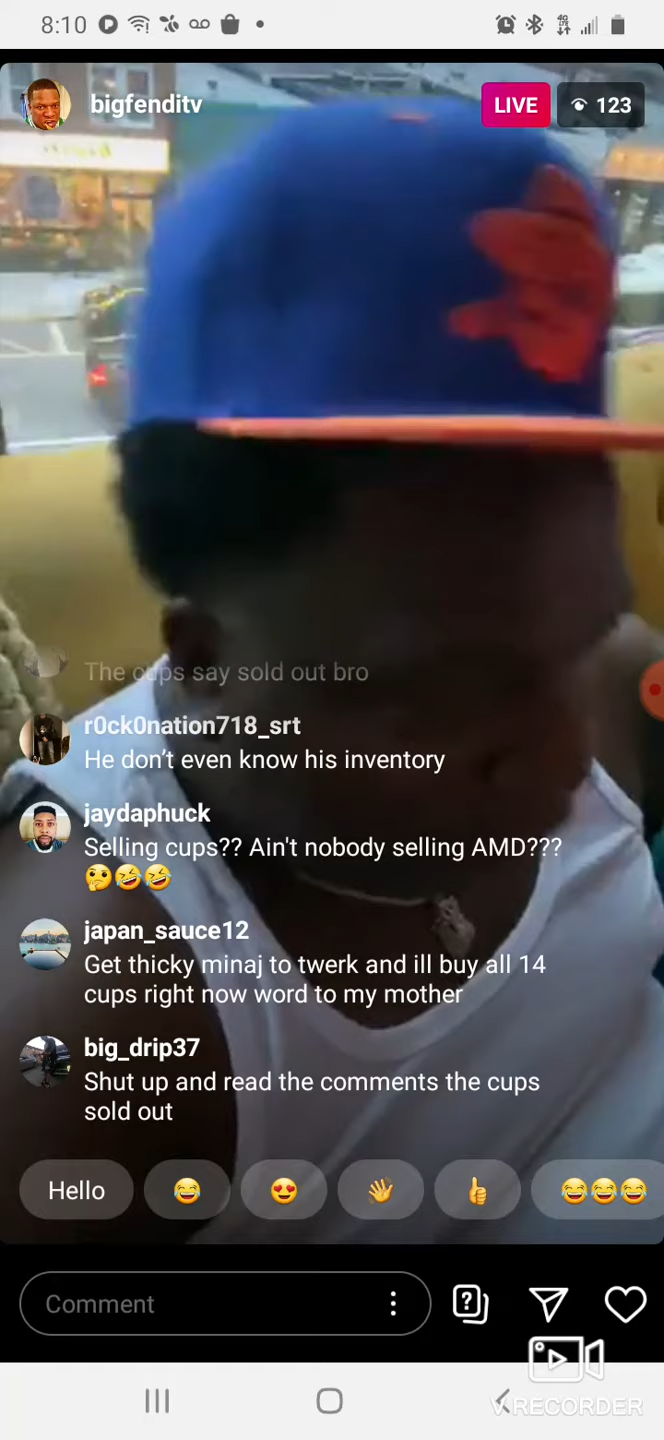 8:10
bigfenditv
LIVE
123
The cups say sold out bro
r0ck0nation718_srt
He don't even know his inventory
jaydaphuck
Selling cups?? Ain't nobody selling AMD???
🤔🤣🤣
japan_sauce12
Get thicky minaj to twerk and ill buy all 14
cups right now word to my mother
big_drip37
Shut up and read the comments the cups
sold out
Hello 😂 😍 👋 👍 😂😂😂
Comment
V RECORDER